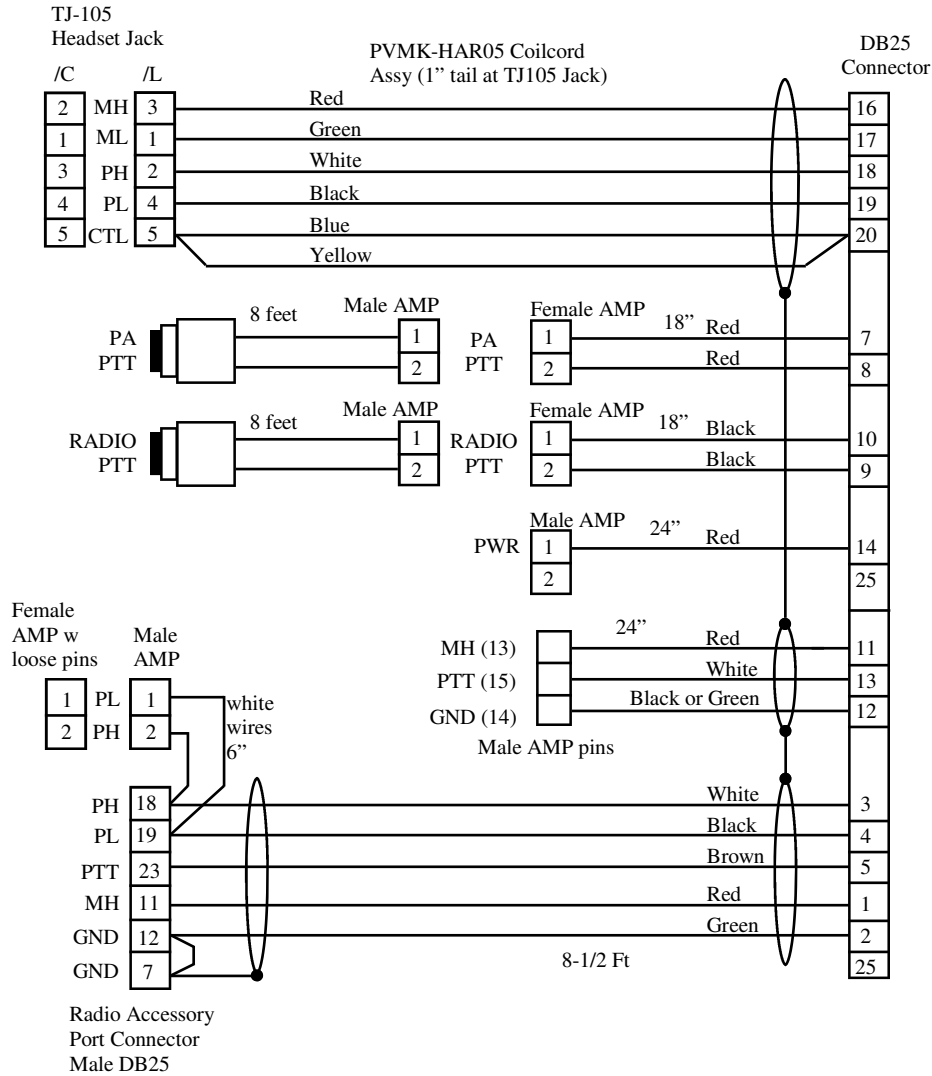 TJ-105
Headset Jack
PVMK-HAR05 Coilcord
Assy (1” tail at TJ105 Jack)
DB25
Connector
/C /L
2 MH 3 Red 16
1 ML 1 Green 17
3 PH 2 White 18
4 PL 4 Black 19
5 CTL 5 Blue 20
Yellow
8 feet Male AMP Female AMP 18”
PA 1 PA 1 Red 7
PTT 2 PTT 2 Red 8
8 feet Male AMP Female AMP 18”
RADIO 1 RADIO 1 Black 10
PTT 2 PTT 2 Black 9
Male AMP 24”
PWR 1 Red 14
2 25
Female
AMP w
loose pins
Male
AMP
24”
MH (13) Red 11
PTT (15) White 13
GND (14) Black or Green 12
Male AMP pins
1 PL 1
2 PH 2
white
wires
6”
PH 18 White 3
PL 19 Black 4
PTT 23 Brown 5
MH 11 Red 1
GND 12 Green 2
GND 7 8-1/2 Ft 25
Radio Accessory
Port Connector
Male DB25